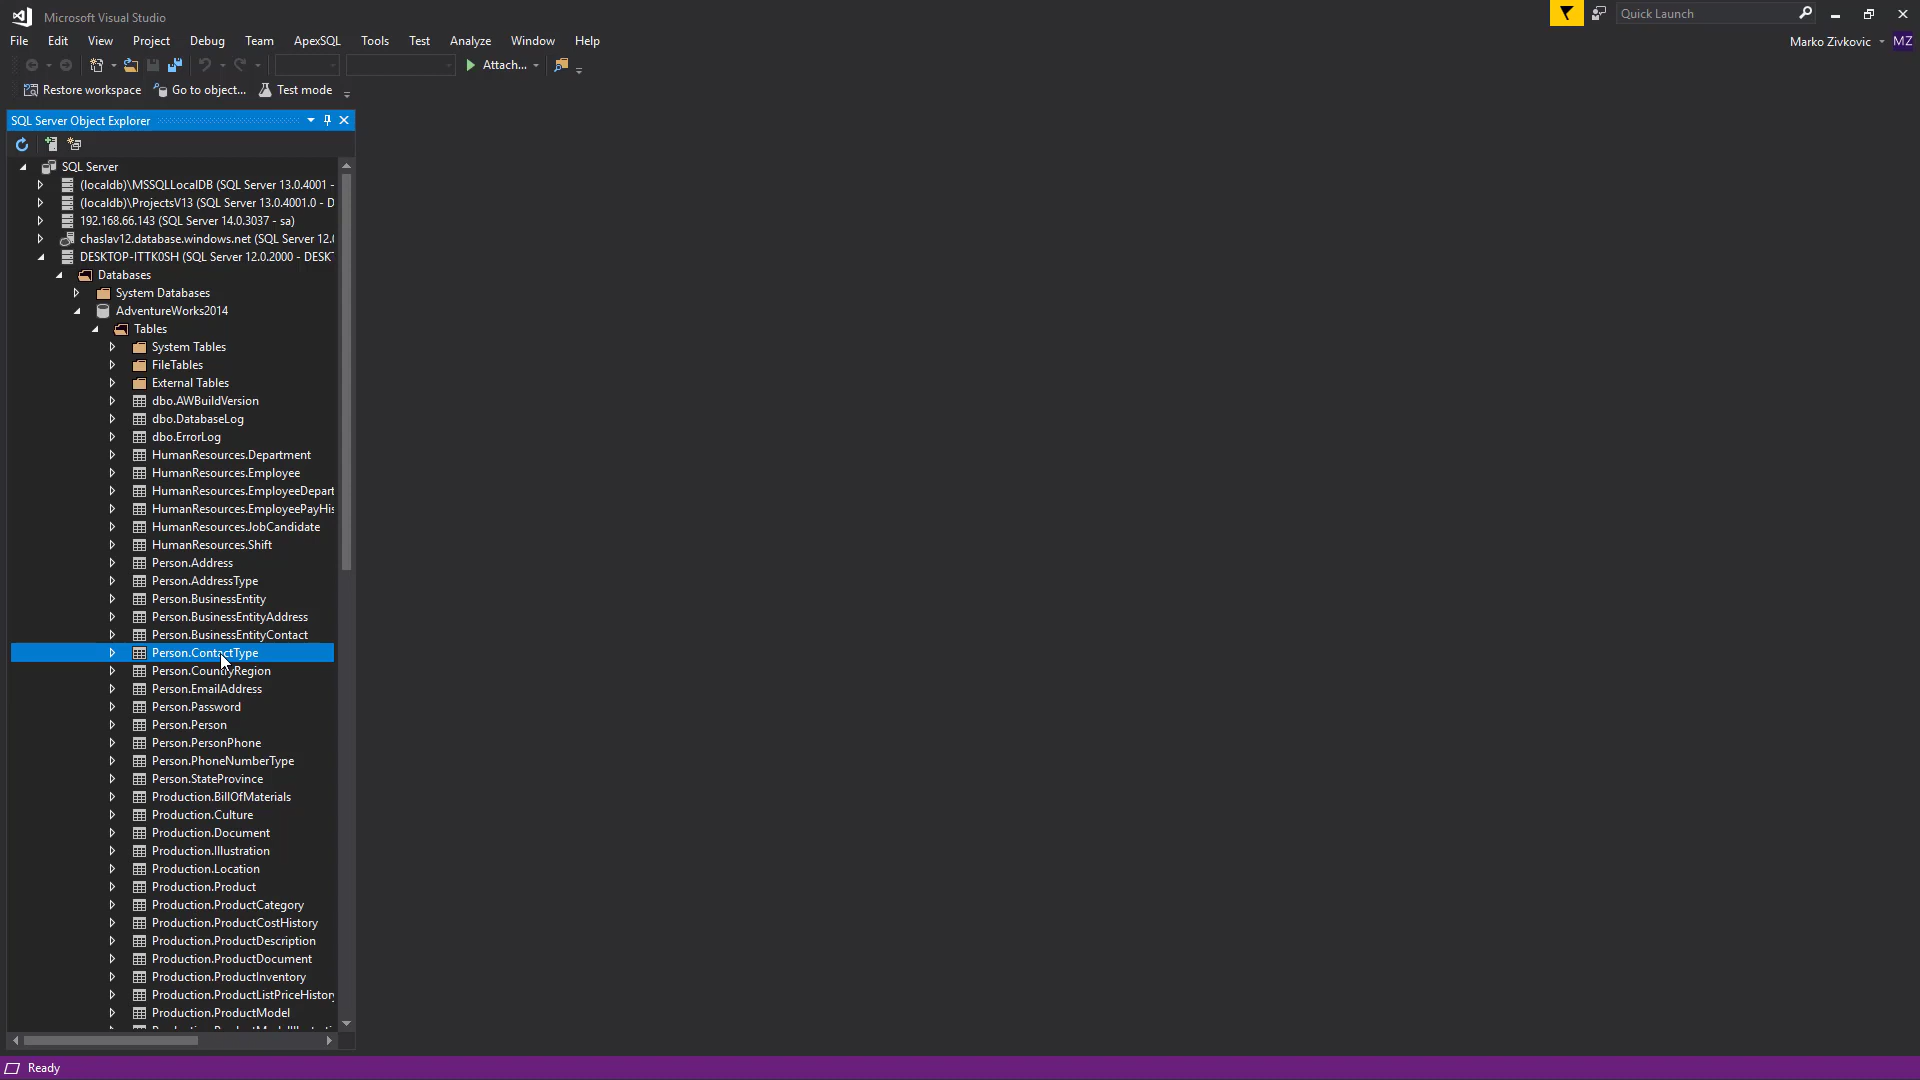 Microsoft Visual Studio
Quick Launch
File Edit View Project Debug Team ApexSQL Tools Test Analyze Window Help
Marko Zivkovic MZ
Attach...
Restore workspace Go to object... Test mode
SQL Server Object Explorer
SQL Server
(localdb)\MSSQLLocalDB (SQL Server 13.0.4001 -
(localdb)\ProjectsV13 (SQL Server 13.0.4001.0 - D
192.168.66.143 (SQL Server 14.0.3037 - sa)
chaslav12.database.windows.net (SQL Server 12.0
DESKTOP-ITTK0SH (SQL Server 12.0.2000 - DESKT
Databases
System Databases
AdventureWorks2014
Tables
System Tables
FileTables
External Tables
dbo.AWBuildVersion
dbo.DatabaseLog
dbo.ErrorLog
HumanResources.Department
HumanResources.Employee
HumanResources.EmployeeDepart
HumanResources.EmployeePayHis
HumanResources.JobCandidate
HumanResources.Shift
Person.Address
Person.AddressType
Person.BusinessEntity
Person.BusinessEntityAddress
Person.BusinessEntityContact
Person.ContactType
Person.CountryRegion
Person.EmailAddress
Person.Password
Person.Person
Person.PersonPhone
Person.PhoneNumberType
Person.StateProvince
Production.BillOfMaterials
Production.Culture
Production.Document
Production.Illustration
Production.Location
Production.Product
Production.ProductCategory
Production.ProductCostHistory
Production.ProductDescription
Production.ProductDocument
Production.ProductInventory
Production.ProductListPriceHistory
Production.ProductModel
Ready